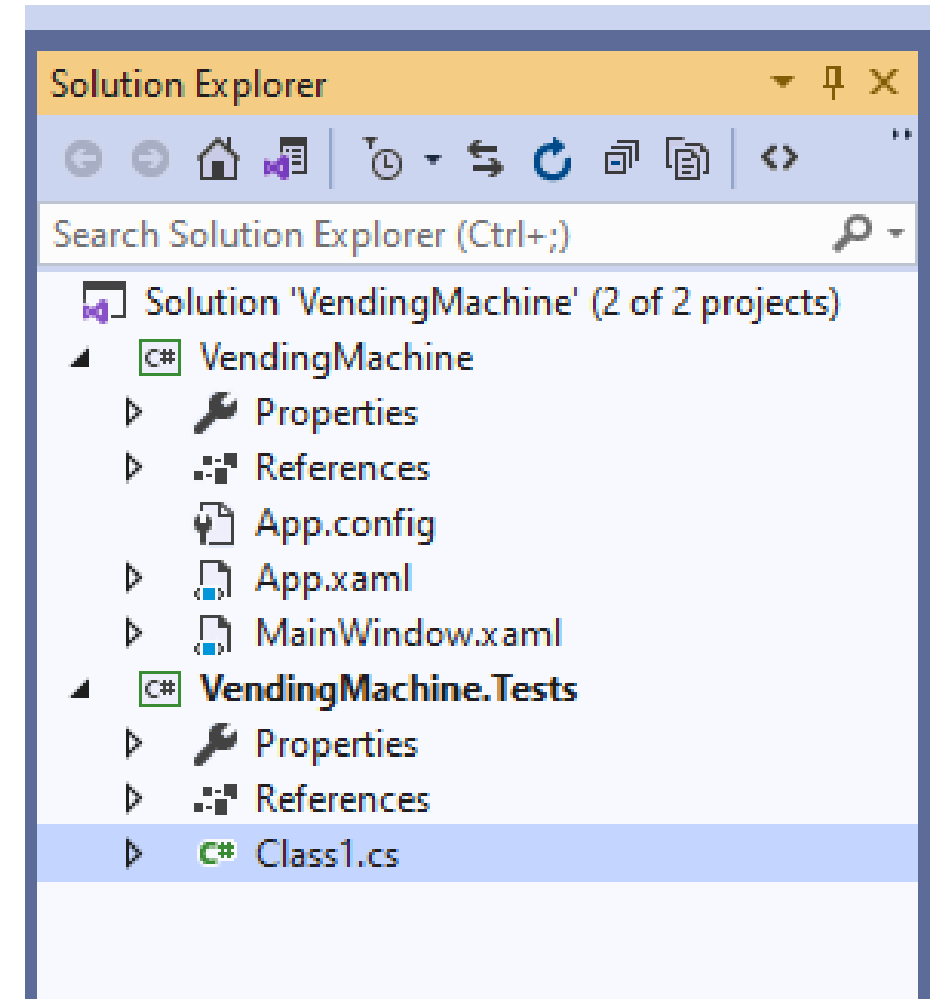 Solution Explorer
Search Solution Explorer (Ctrl+;)
Solution 'VendingMachine' (2 of 2 projects)
C# VendingMachine
Properties
References
App.config
App.xaml
MainWindow.xaml
C# VendingMachine.Tests
Properties
References
C# Class1.cs